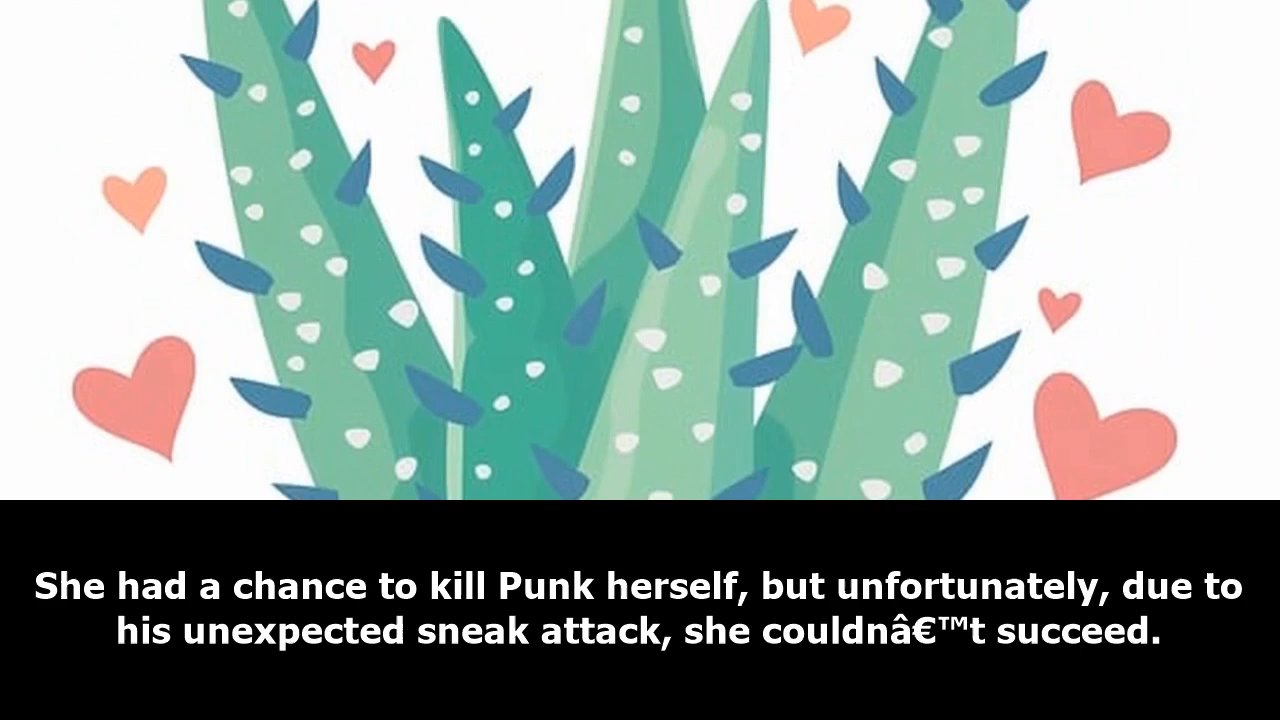 She had a chance to kill Punk herself, but unfortunately, due to
his unexpected sneak attack, she couldnâ€™t succeed.